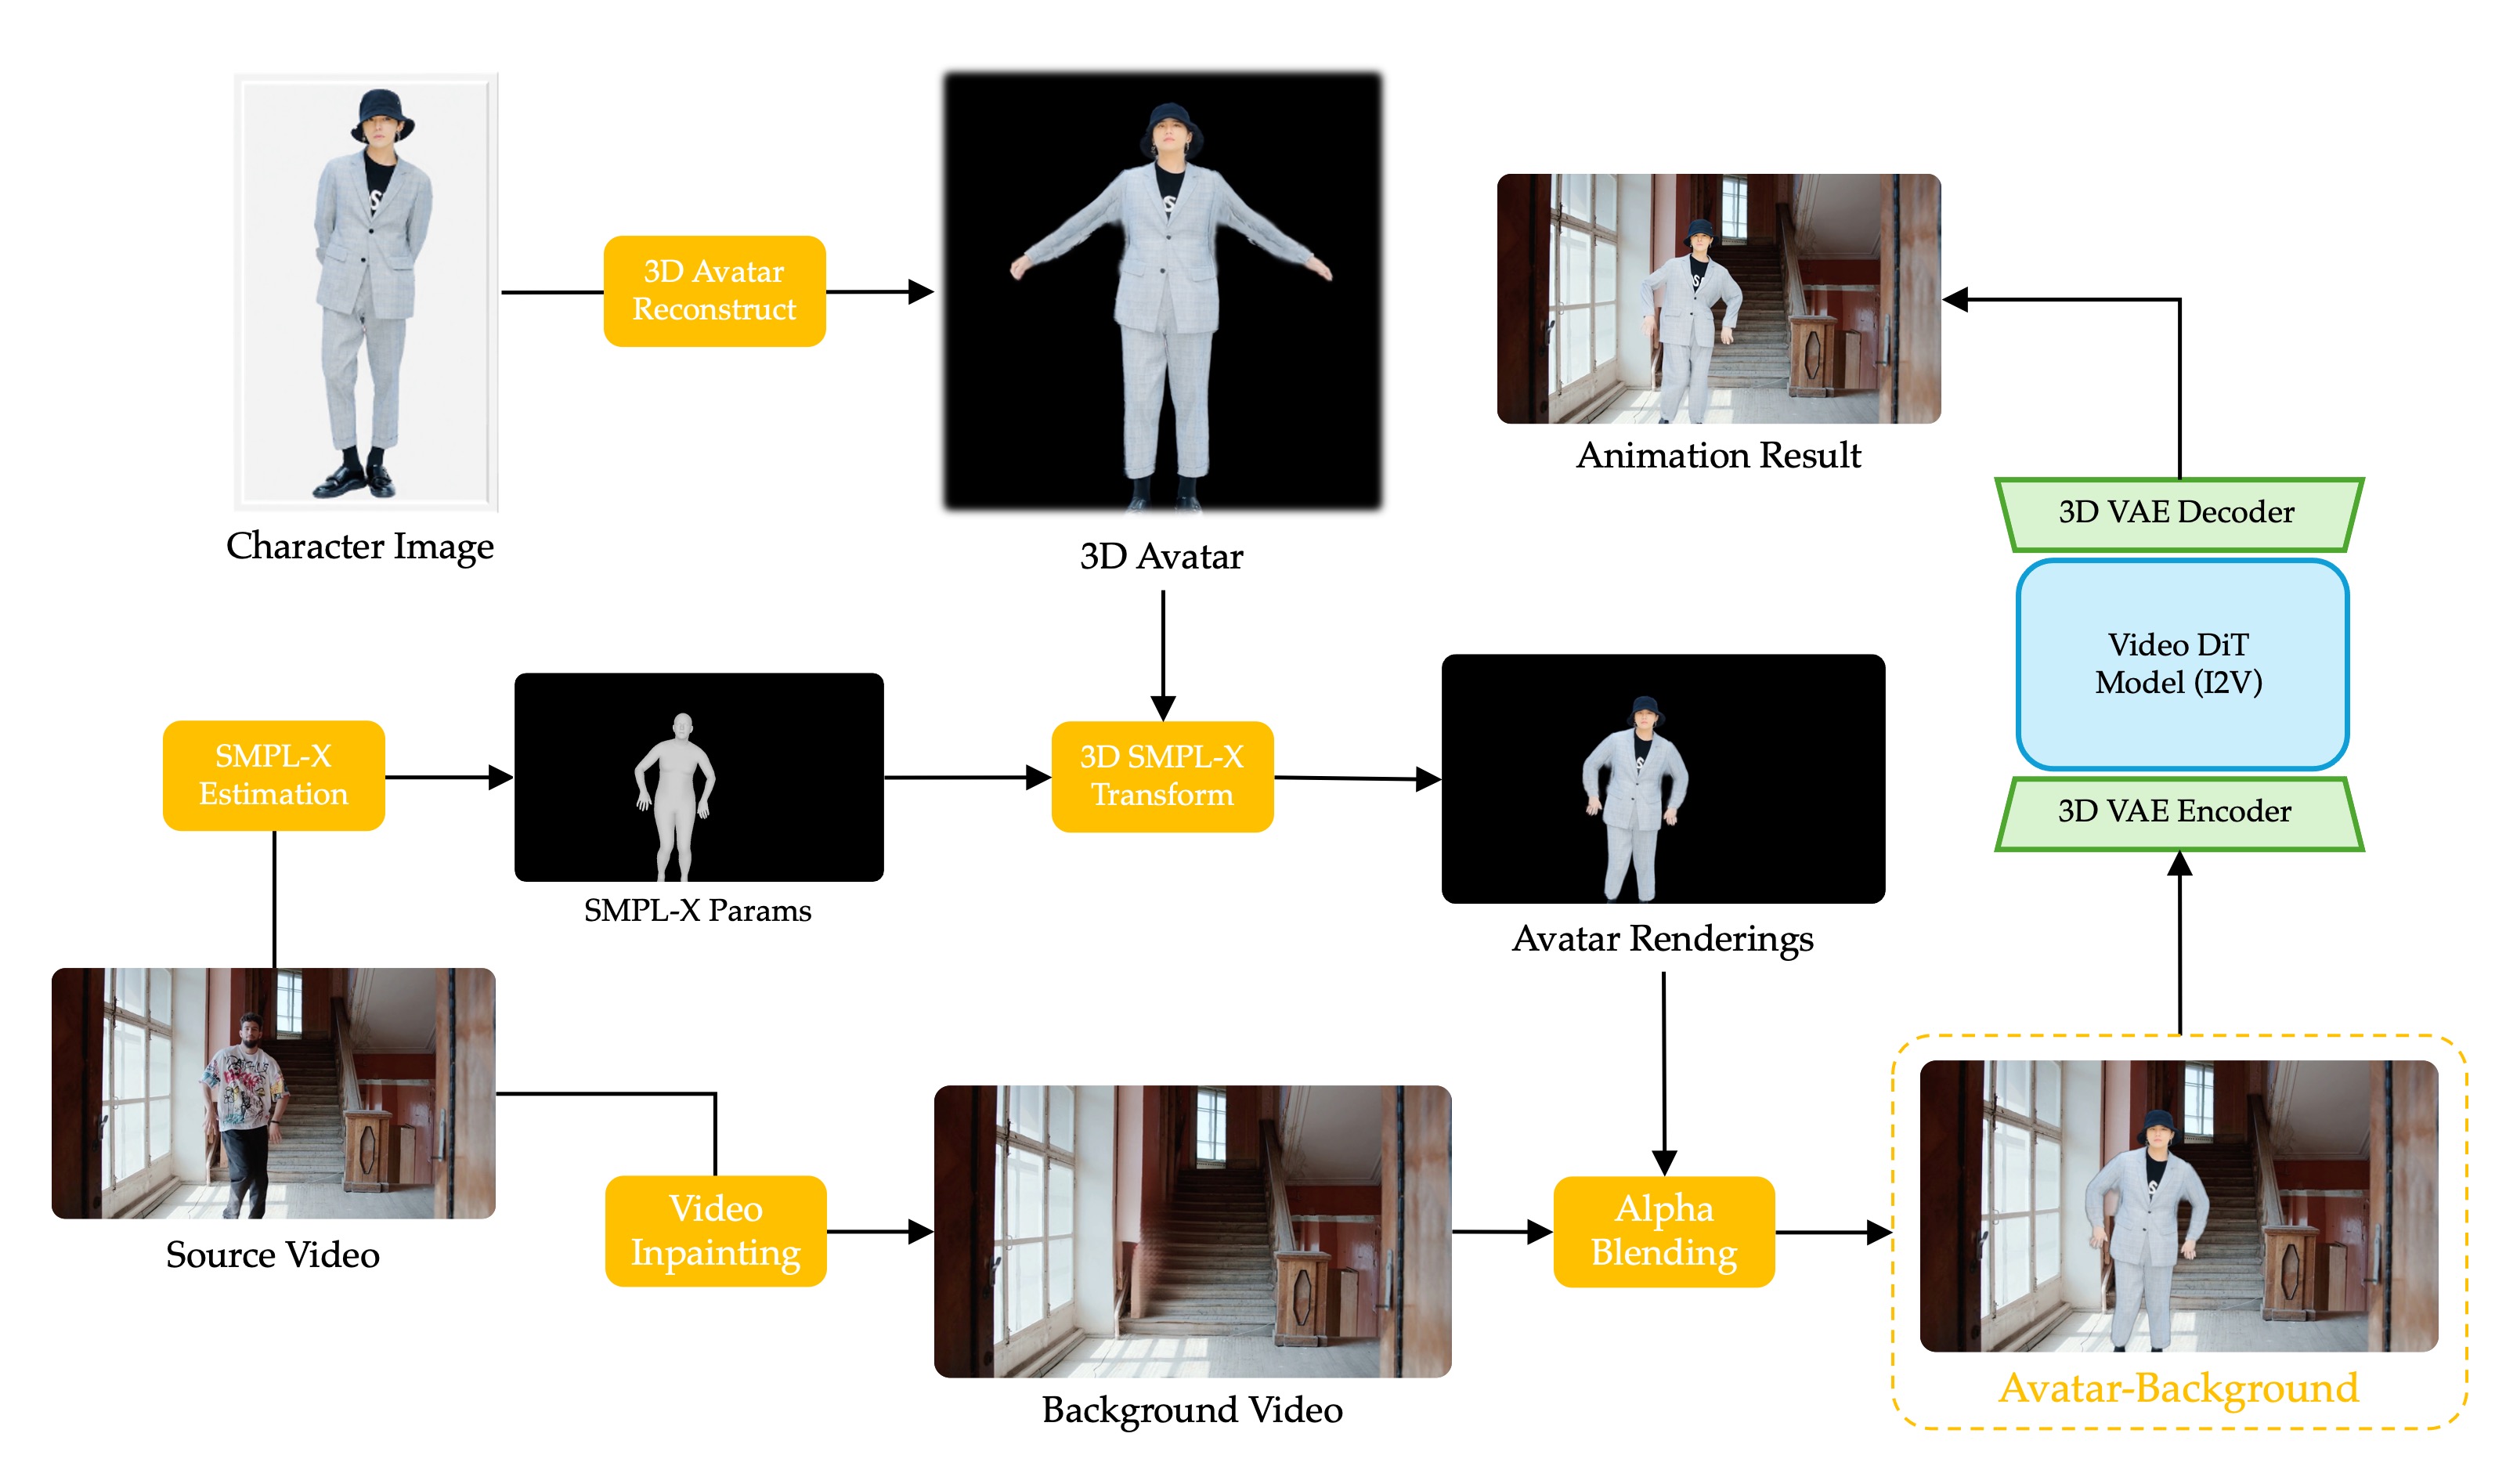 3D Avatar
Reconstruct
Character Image
3D Avatar
Animation Result
3D VAE Decoder
Video DiT
Model (I2V)
3D VAE Encoder
SMPL-X
Estimation
SMPL-X Params
3D SMPL-X
Transform
Avatar Renderings
Source Video
Video
Inpainting
Background Video
Alpha
Blending
Avatar-Background